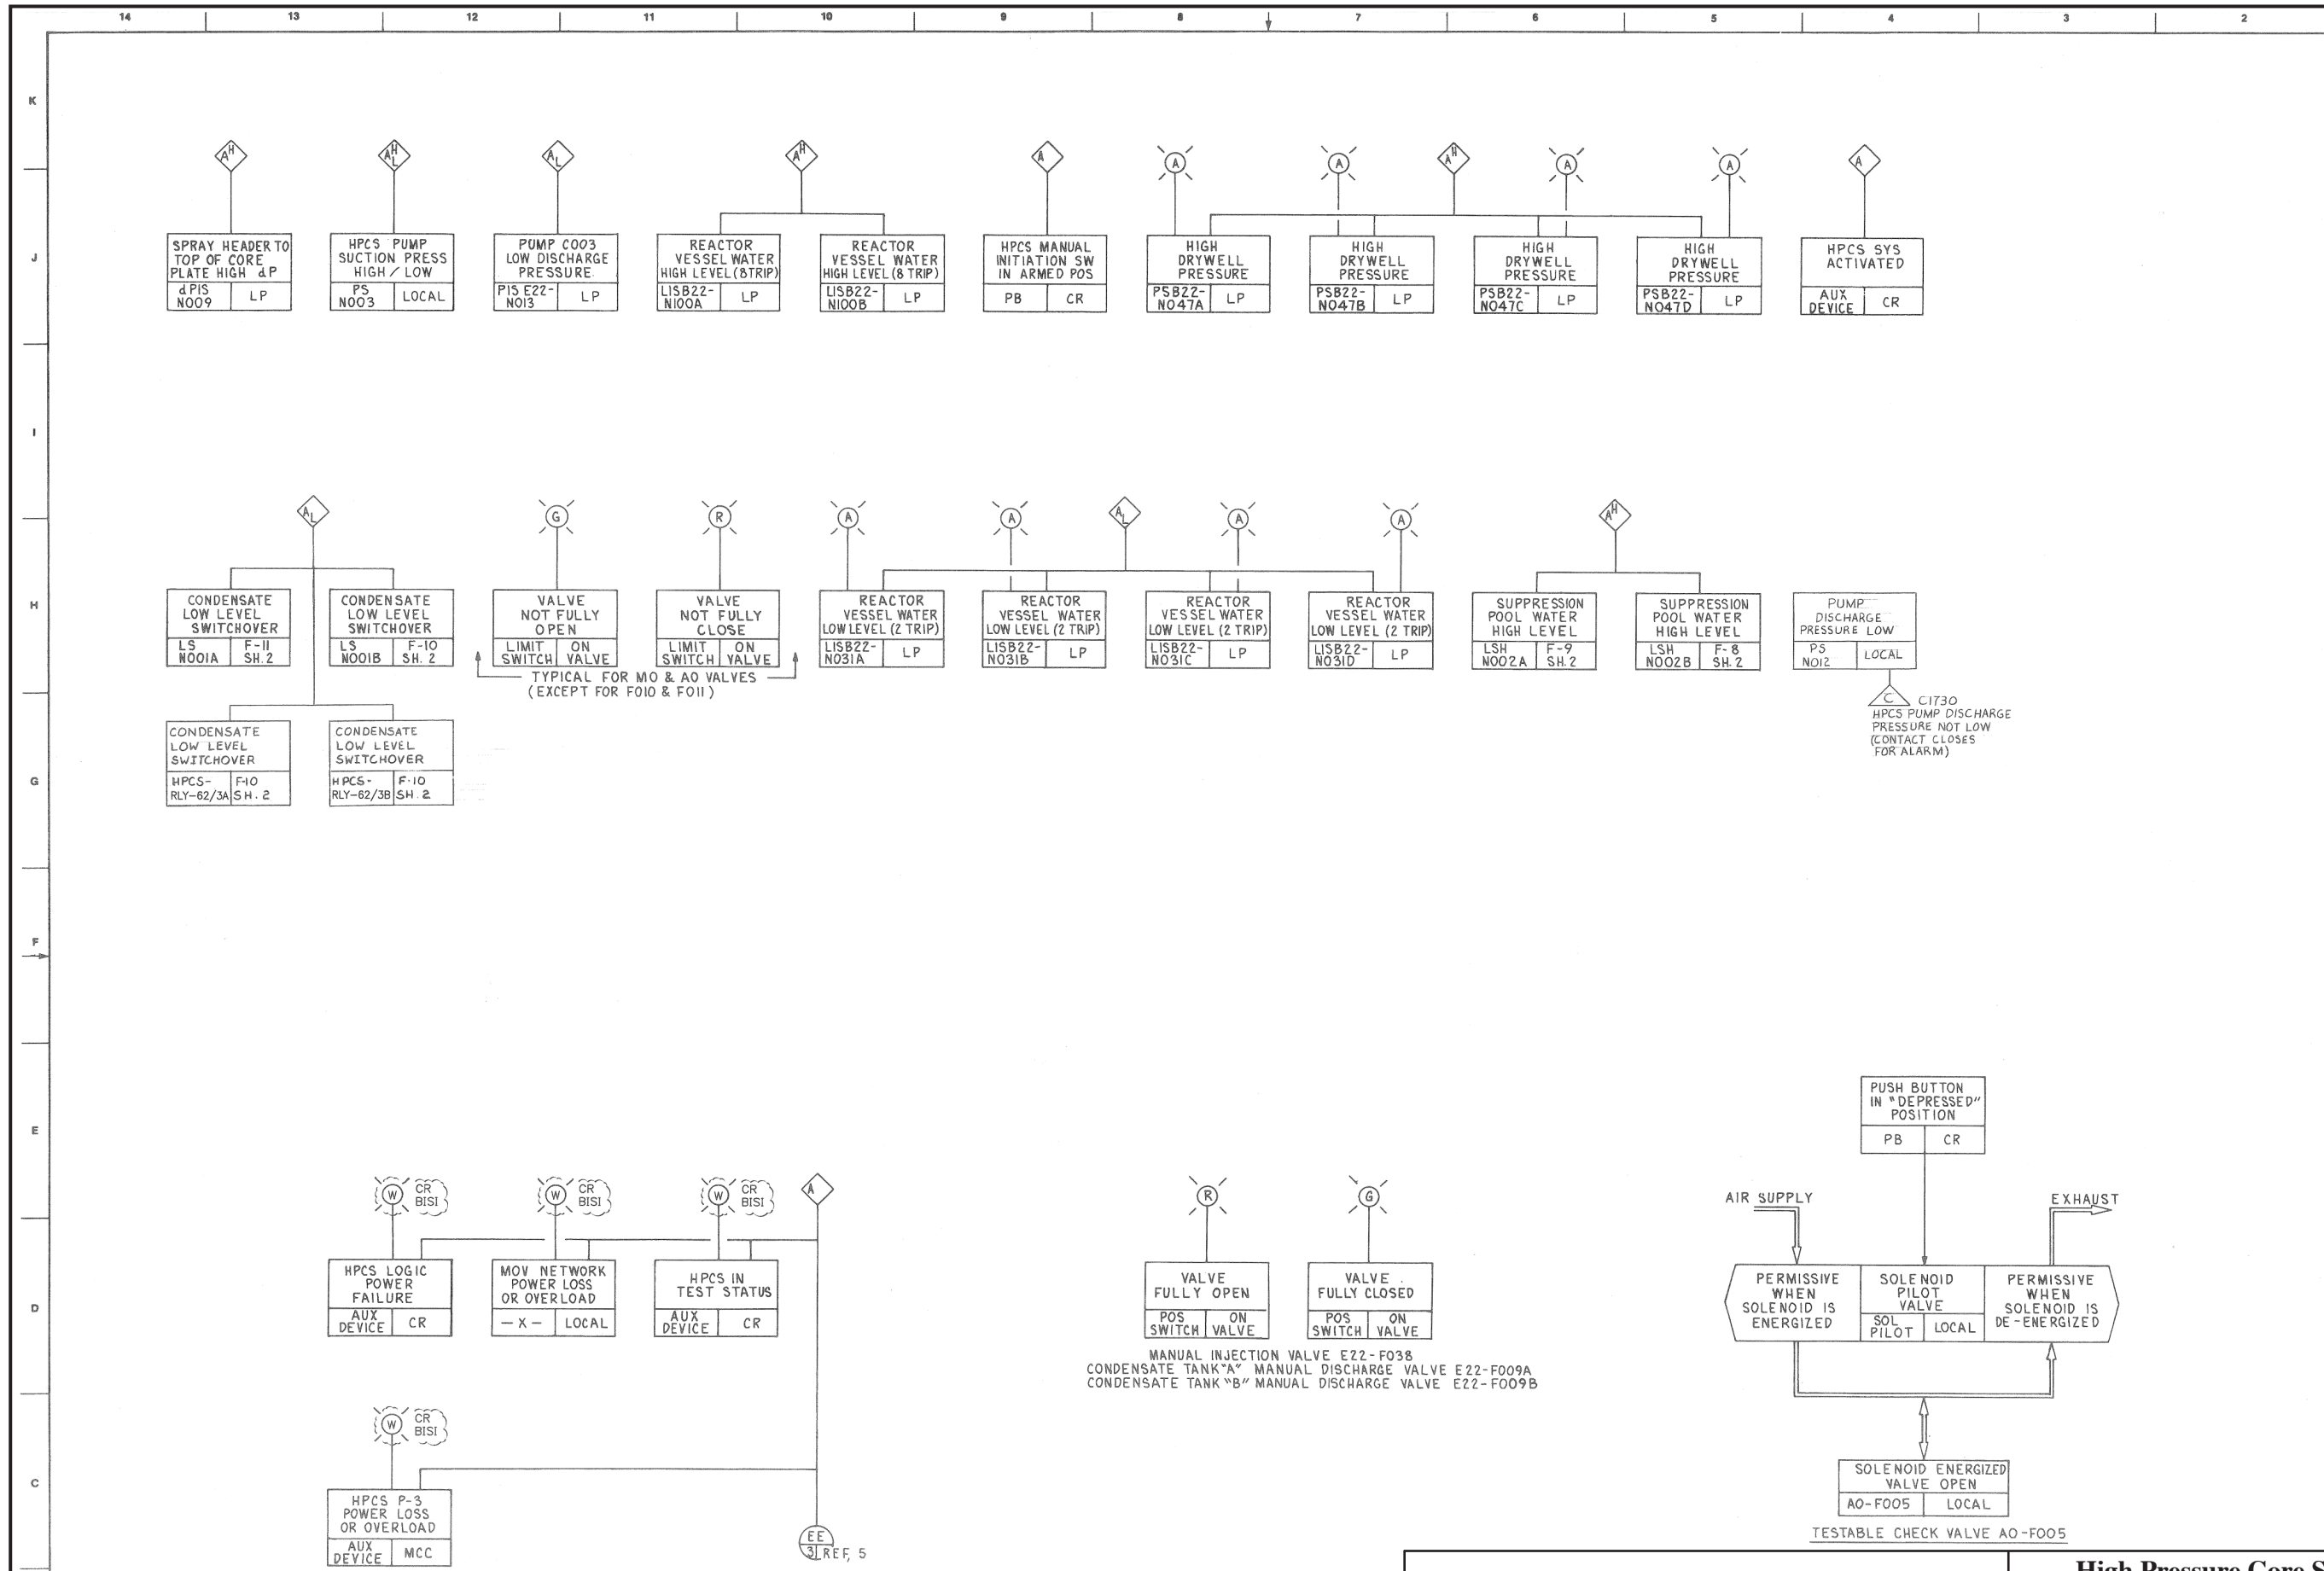 14 13 12 11 10 9 8 7 6 5 4 3 2
K
AH
AHL
AL
AH
A
A
A
AH
A
A
A
J
SPRAY HEADER TO
TOP OF CORE
PLATE HIGH dP
dPIS
N009
LP
HPCS PUMP
SUCTION PRESS
HIGH / LOW
PS
N003
LOCAL
PUMP C003
LOW DISCHARGE
PRESSURE
PIS E22-
N013
LP
REACTOR
VESSEL WATER
HIGH LEVEL (8 TRIP)
LISB22-
N100A
LP
REACTOR
VESSEL WATER
HIGH LEVEL (8 TRIP)
LISB22-
N100B
LP
HPCS MANUAL
INITIATION SW
IN ARMED POS
PB
CR
HIGH
DRYWELL
PRESSURE
PSB22-
N047A
LP
HIGH
DRYWELL
PRESSURE
PSB22-
N047B
LP
HIGH
DRYWELL
PRESSURE
PSB22-
N047C
LP
HIGH
DRYWELL
PRESSURE
PSB22-
N047D
LP
HPCS SYS
ACTIVATED
AUX
DEVICE
CR
I
AL
G
R
A
A
AL
A
A
AH
H
CONDENSATE
LOW LEVEL
SWITCHOVER
LS
N001A
F-11
SH.2
CONDENSATE
LOW LEVEL
SWITCHOVER
LS
N001B
F-10
SH. 2
VALVE
NOT FULLY
OPEN
LIMIT
SWITCH
ON
VALVE
VALVE
NOT FULLY
CLOSE
LIMIT
SWITCH
ON
VALVE
TYPICAL FOR MO & AO VALVES
(EXCEPT FOR F010 & F011)
REACTOR
VESSEL WATER
LOW LEVEL (2 TRIP)
LISB22-
N031A
LP
REACTOR
VESSEL WATER
LOW LEVEL (2 TRIP)
LISB22-
N031B
LP
REACTOR
VESSEL WATER
LOW LEVEL (2 TRIP)
LISB22-
N031C
LP
REACTOR
VESSEL WATER
LOW LEVEL (2 TRIP)
LISB22-
N031D
LP
SUPPRESSION
POOL WATER
HIGH LEVEL
LSH
N002A
F-9
SH.2
SUPPRESSION
POOL WATER
HIGH LEVEL
LSH
N002B
F-8
SH.2
PUMP
DISCHARGE
PRESSURE LOW
PS
N012
LOCAL
C C1730
HPCS PUMP DISCHARGE
PRESSURE NOT LOW
(CONTACT CLOSES
FOR ALARM)
G
CONDENSATE
LOW LEVEL
SWITCHOVER
HPCS-
RLY-62/3A
F-10
SH. 2
CONDENSATE
LOW LEVEL
SWITCHOVER
HPCS-
RLY-62/3B
F-10
SH. 2
F
E
PUSH BUTTON
IN "DEPRESSED"
POSITION
PB
CR
W CR
BISI
W CR
BISI
W CR
BISI
A
R
G
AIR SUPPLY
EXHAUST
D
HPCS LOGIC
POWER
FAILURE
AUX
DEVICE
CR
MOV NETWORK
POWER LOSS
OR OVERLOAD
— X —
LOCAL
HPCS IN
TEST STATUS
AUX
DEVICE
CR
VALVE
FULLY OPEN
POS
SWITCH
ON
VALVE
VALVE
FULLY CLOSED
POS
SWITCH
ON
VALVE
MANUAL INJECTION VALVE E22-F038
CONDENSATE TANK "A" MANUAL DISCHARGE VALVE E22-F009A
CONDENSATE TANK "B" MANUAL DISCHARGE VALVE E22-F009B
PERMISSIVE
WHEN
SOLENOID IS
ENERGIZED
SOLENOID
PILOT
VALVE
SOL
PILOT
LOCAL
PERMISSIVE
WHEN
SOLENOID IS
DE-ENERGIZED
W CR
BISI
C
HPCS P-3
POWER LOSS
OR OVERLOAD
AUX
DEVICE
MCC
EE
3 REF, 5
SOLENOID ENERGIZED
VALVE OPEN
AO-F005
LOCAL
TESTABLE CHECK VALVE AO-F005
High Pressure Core S